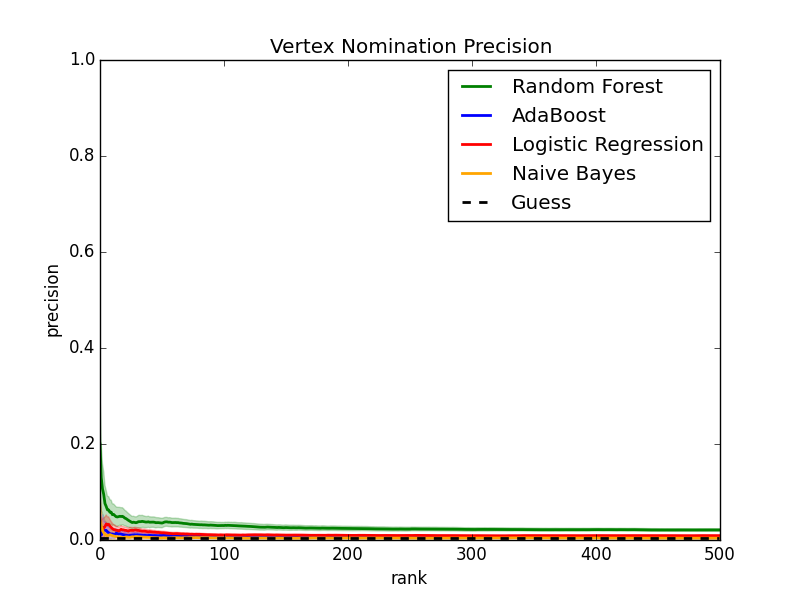 Vertex Nomination Precision
1.0
0.8
0.6
0.4
0.2
0.0
precision
Random Forest
AdaBoost
Logistic Regression
Naive Bayes
Guess
0 100 200 300 400 500
rank